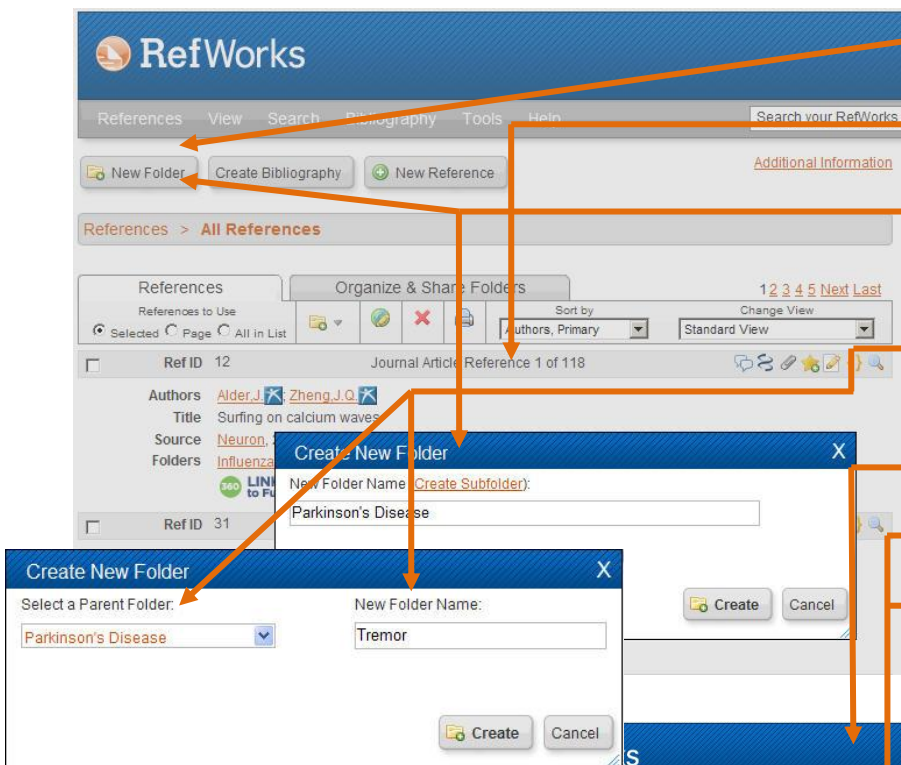 RefWorks
References View Search Bibliography Tools Help Search your RefWorks
New Folder Create Bibliography New Reference Additional Information
References > All References
References Organize & Share Folders 1 2 3 4 5 Next Last
References to Use Sort by Change View
Selected Page All in List Authors, Primary Standard View
Ref ID 12 Journal Article Reference 1 of 118
Authors Alder,J. ; Zheng,J.Q.
Title Surfing on calcium waves
Source Neuron,
Folders Influenza
360 LINK
to Fu
Ref ID 31
Create New Folder X
New Folder Name (Create Subfolder):
Parkinson's Disease
Create Cancel
Create New Folder X
Select a Parent Folder: New Folder Name:
Parkinson's Disease Tremor
Create Cancel
s